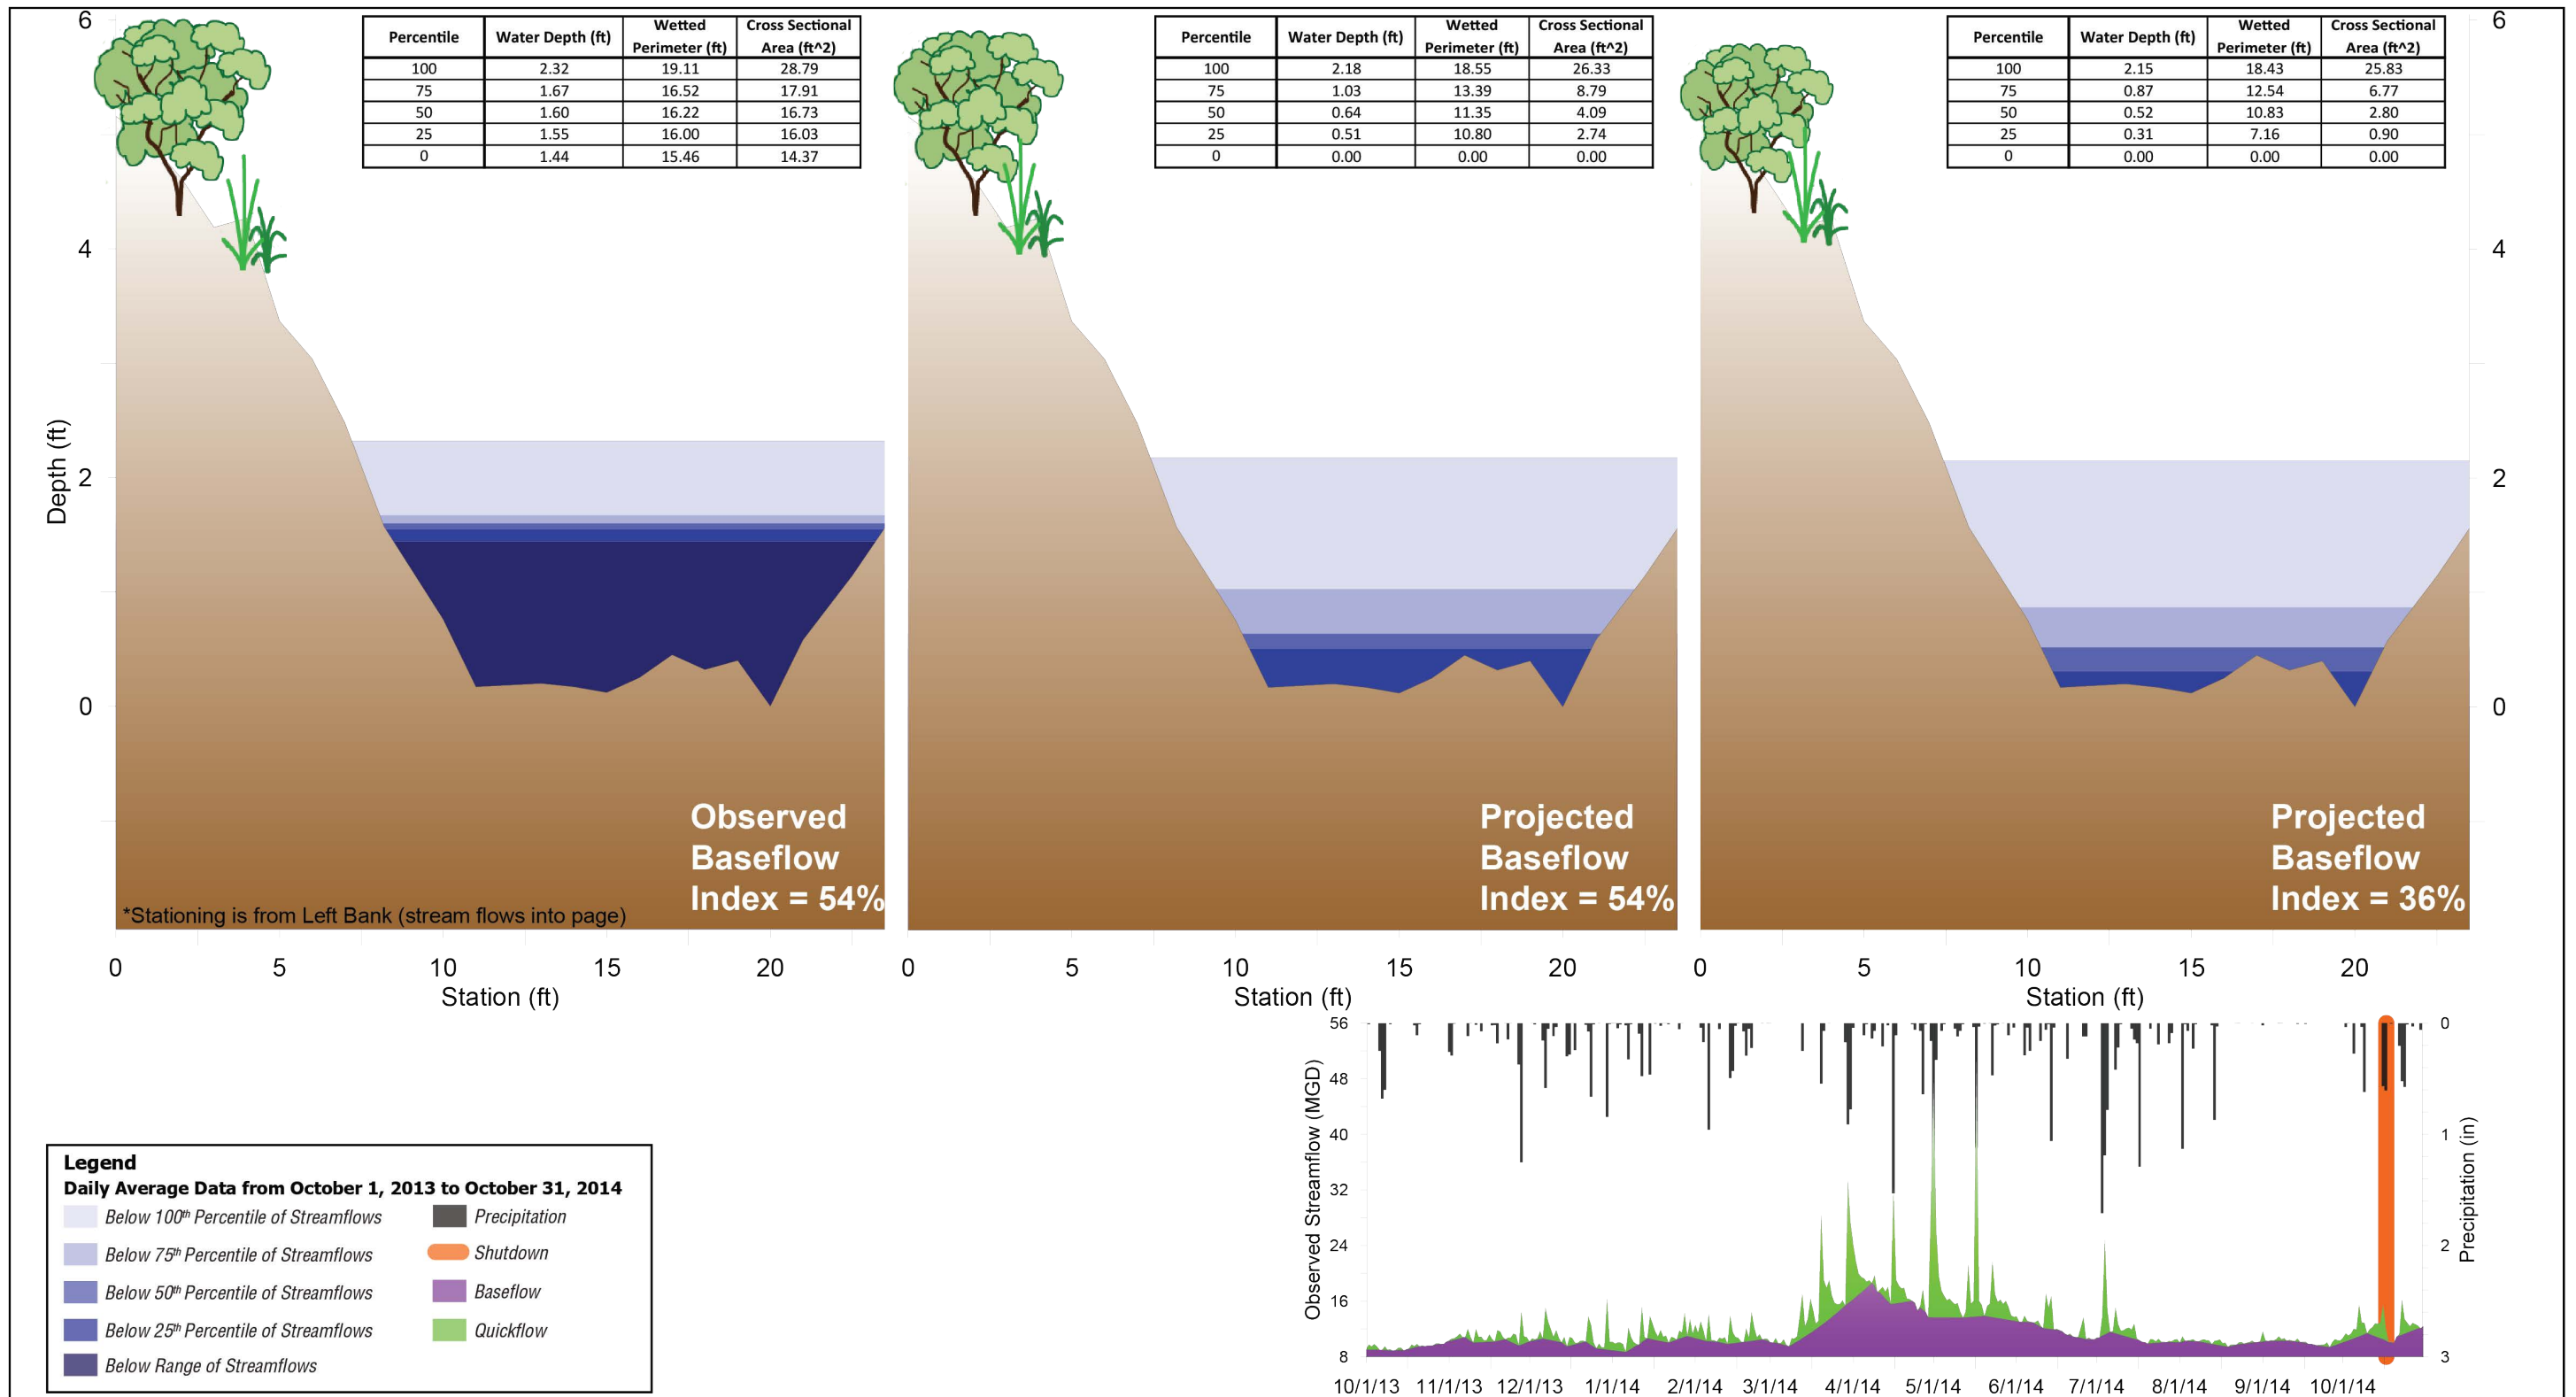 6
Percentile Water Depth (ft) Wetted Perimeter (ft) Cross Sectional Area (ft^2)
100 2.32 19.11 28.79
75 1.67 16.52 17.91
50 1.60 16.22 16.73
25 1.55 16.00 16.03
0 1.44 15.46 14.37
Percentile Water Depth (ft) Wetted Perimeter (ft) Cross Sectional Area (ft^2)
100 2.18 18.55 26.33
75 1.03 13.39 8.79
50 0.64 11.35 4.09
25 0.51 10.80 2.74
0 0.00 0.00 0.00
Percentile Water Depth (ft) Wetted Perimeter (ft) Cross Sectional Area (ft^2)
100 2.15 18.43 25.83
75 0.87 12.54 6.77
50 0.52 10.83 2.80
25 0.31 7.16 0.90
0 0.00 0.00 0.00
6
4
4
Depth (ft)
2
2
0
0
Observed
Baseflow
Index = 54%
*Stationing is from Left Bank (stream flows into page)
Projected
Baseflow
Index = 54%
Projected
Baseflow
Index = 36%
0 5 10 15 20
Station (ft)
0 5 10 15 20
Station (ft)
0 5 10 15 20
Station (ft)
Legend
Daily Average Data from October 1, 2013 to October 31, 2014
Below 100th Percentile of Streamflows
Below 75th Percentile of Streamflows
Below 50th Percentile of Streamflows
Below 25th Percentile of Streamflows
Below Range of Streamflows
Precipitation
Shutdown
Baseflow
Quickflow
Observed Streamflow (MGD)
56
48
40
32
24
16
8
0
1
2
3
Precipitation (in)
10/1/13 11/1/13 12/1/13 1/1/14 2/1/14 3/1/14 4/1/14 5/1/14 6/1/14 7/1/14 8/1/14 9/1/14 10/1/14